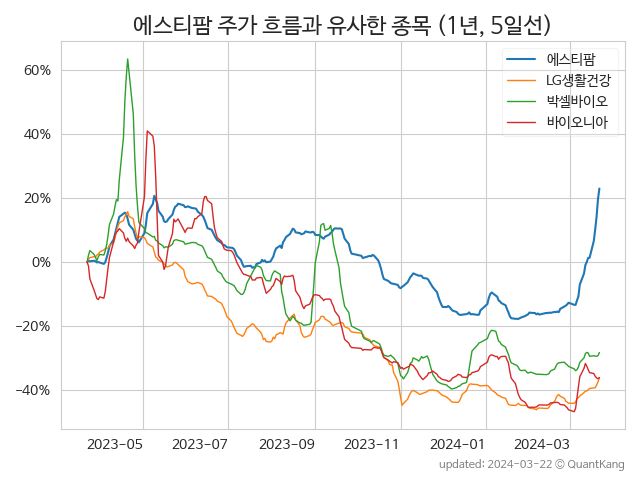 에스티팜 주가 흐름과 유사한 종목 (1년, 5일선)
에스티팜
LG생활건강
박셀바이오
바이오니아
60%
40%
20%
0%
−20%
−40%
2023-05 2023-07 2023-09 2023-11 2024-01 2024-03
updated: 2024-03-22 © QuantKang